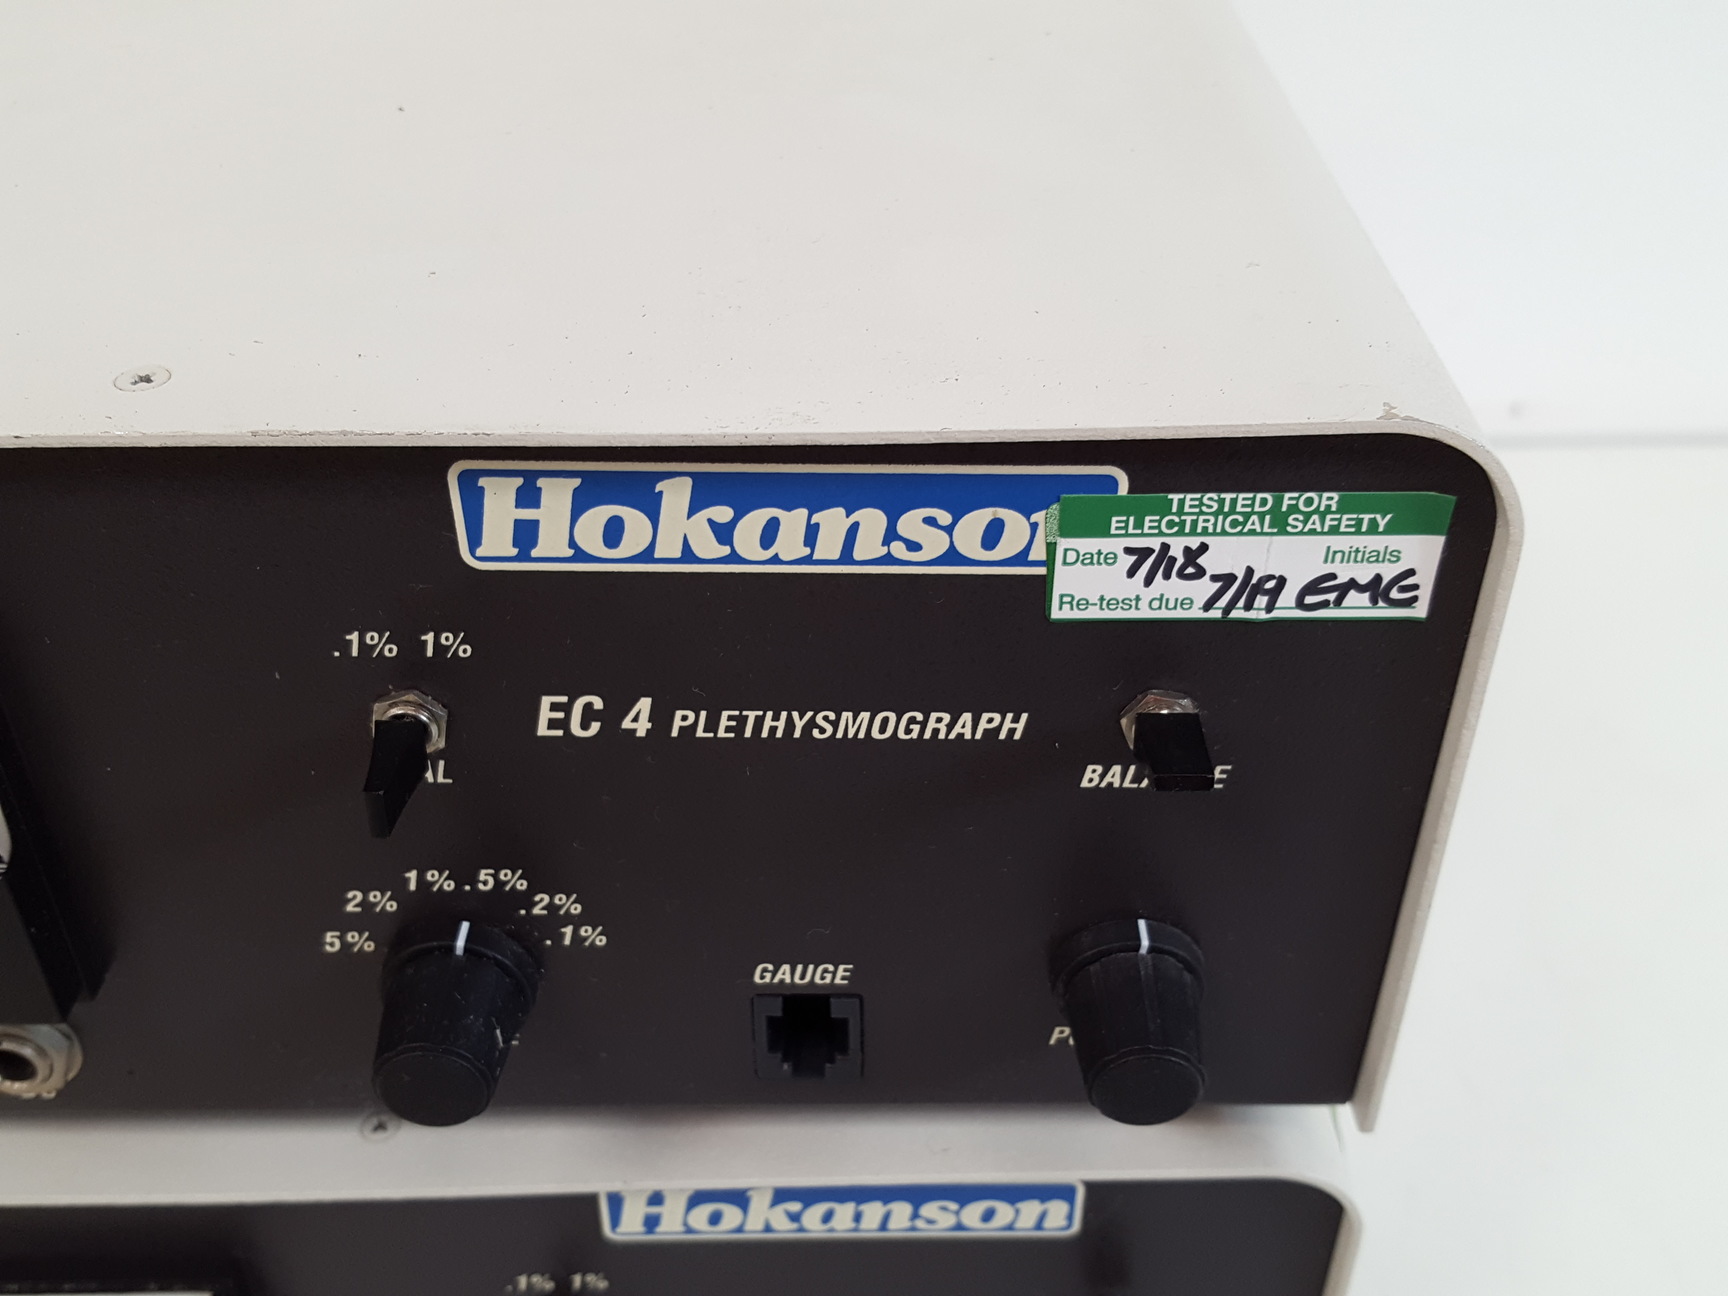 Hokanson
TESTED FOR
ELECTRICAL SAFETY
Date 7/18 Initials
Re-test due 7/19 EME
.1% 1%
EC 4 PLETHYSMOGRAPH
1% .5%
2% .2%
5% .1%
GAUGE
Hokanson
.1% 1%